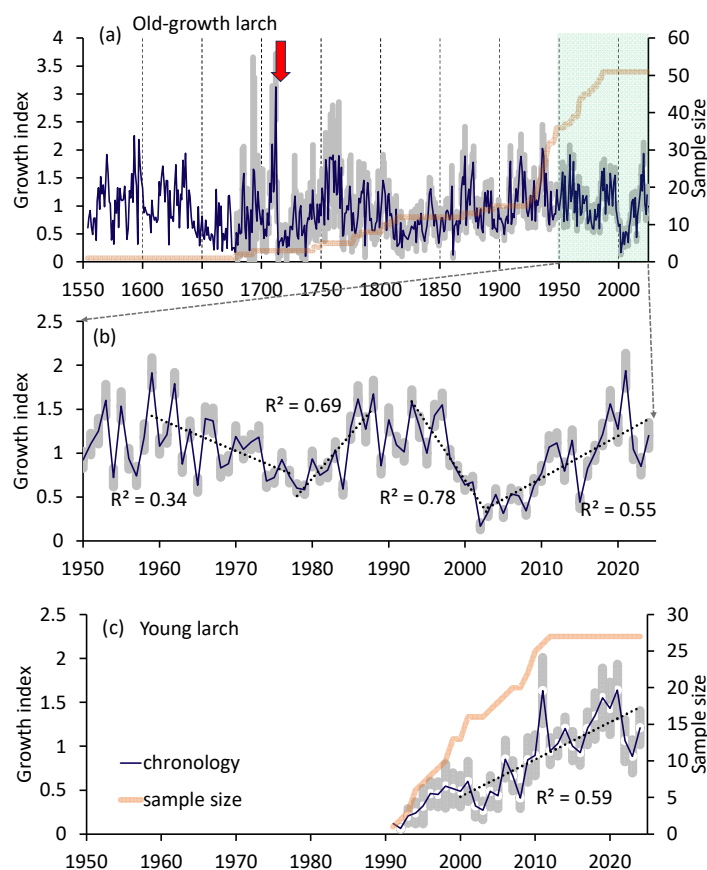 (a) Old-growth larch
Growth index
4
3.5
3
2.5
2
1.5
1
0.5
0
60
50
40
30
20
10
0
Sample size
1550 1600 1650 1700 1750 1800 1850 1900 1950 2000
(b)
Growth index
2.5
2
1.5
1
0.5
0
R² = 0.34
R² = 0.69
R² = 0.78
R² = 0.55
1950 1960 1970 1980 1990 2000 2010 2020
(c) Young larch
Growth index
2.5
2
1.5
1
0.5
0
30
25
20
15
10
5
0
Sample size
chronology
sample size
R² = 0.59
1950 1960 1970 1980 1990 2000 2010 2020